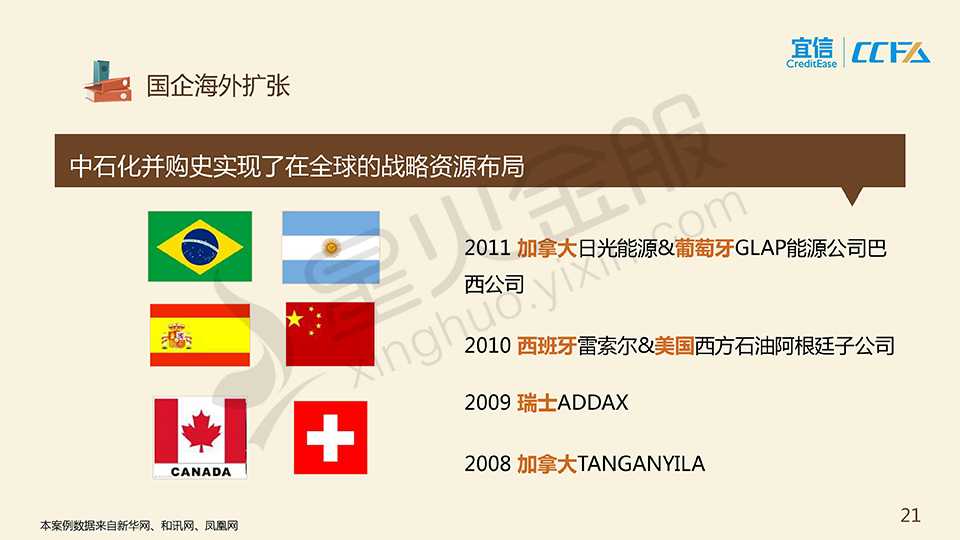 宜信
CreditEase
CCFA
国企海外扩张
中石化并购史实现了在全球的战略资源布局
2011 加拿大日光能源&葡萄牙GLAP能源公司巴
西公司
2010 西班牙雷索尔&美国西方石油阿根廷子公司
2009 瑞士ADDAX
2008 加拿大TANGANYILA
CANADA
星火金服
xinghuo.yixin.com
本案例数据来自新华网、和讯网、凤凰网
21